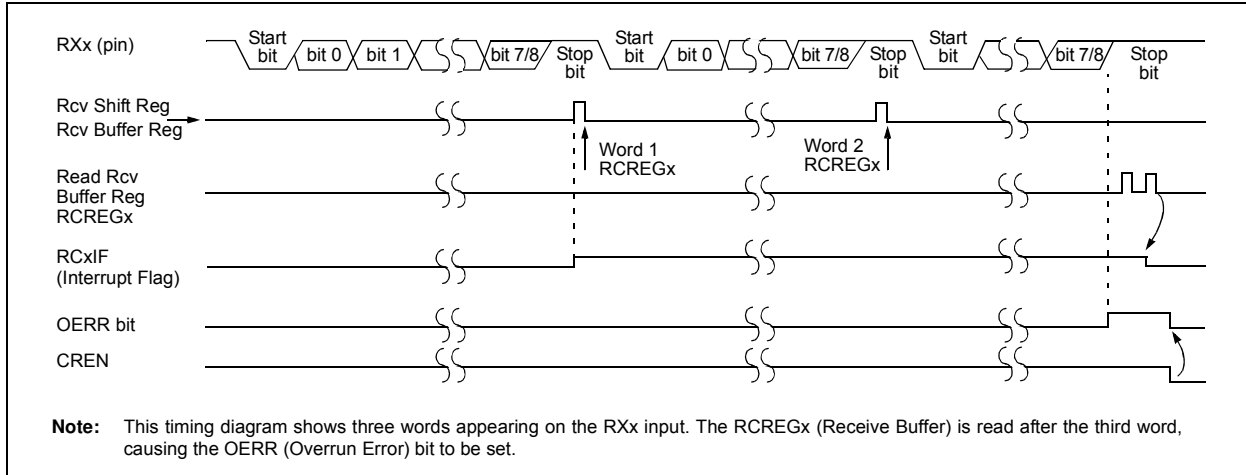 RXx (pin)
Start bit
bit 0
bit 1
bit 7/8
Stop bit
Start bit
bit 0
bit 7/8
Stop bit
Start bit
bit 7/8
Stop bit
Rcv Shift Reg
Rcv Buffer Reg
Word 1
RCREGx
Word 2
RCREGx
Read Rcv
Buffer Reg
RCREGx
RCxIF
(Interrupt Flag)
OERR bit
CREN
Note: This timing diagram shows three words appearing on the RXx input. The RCREGx (Receive Buffer) is read after the third word,
causing the OERR (Overrun Error) bit to be set.